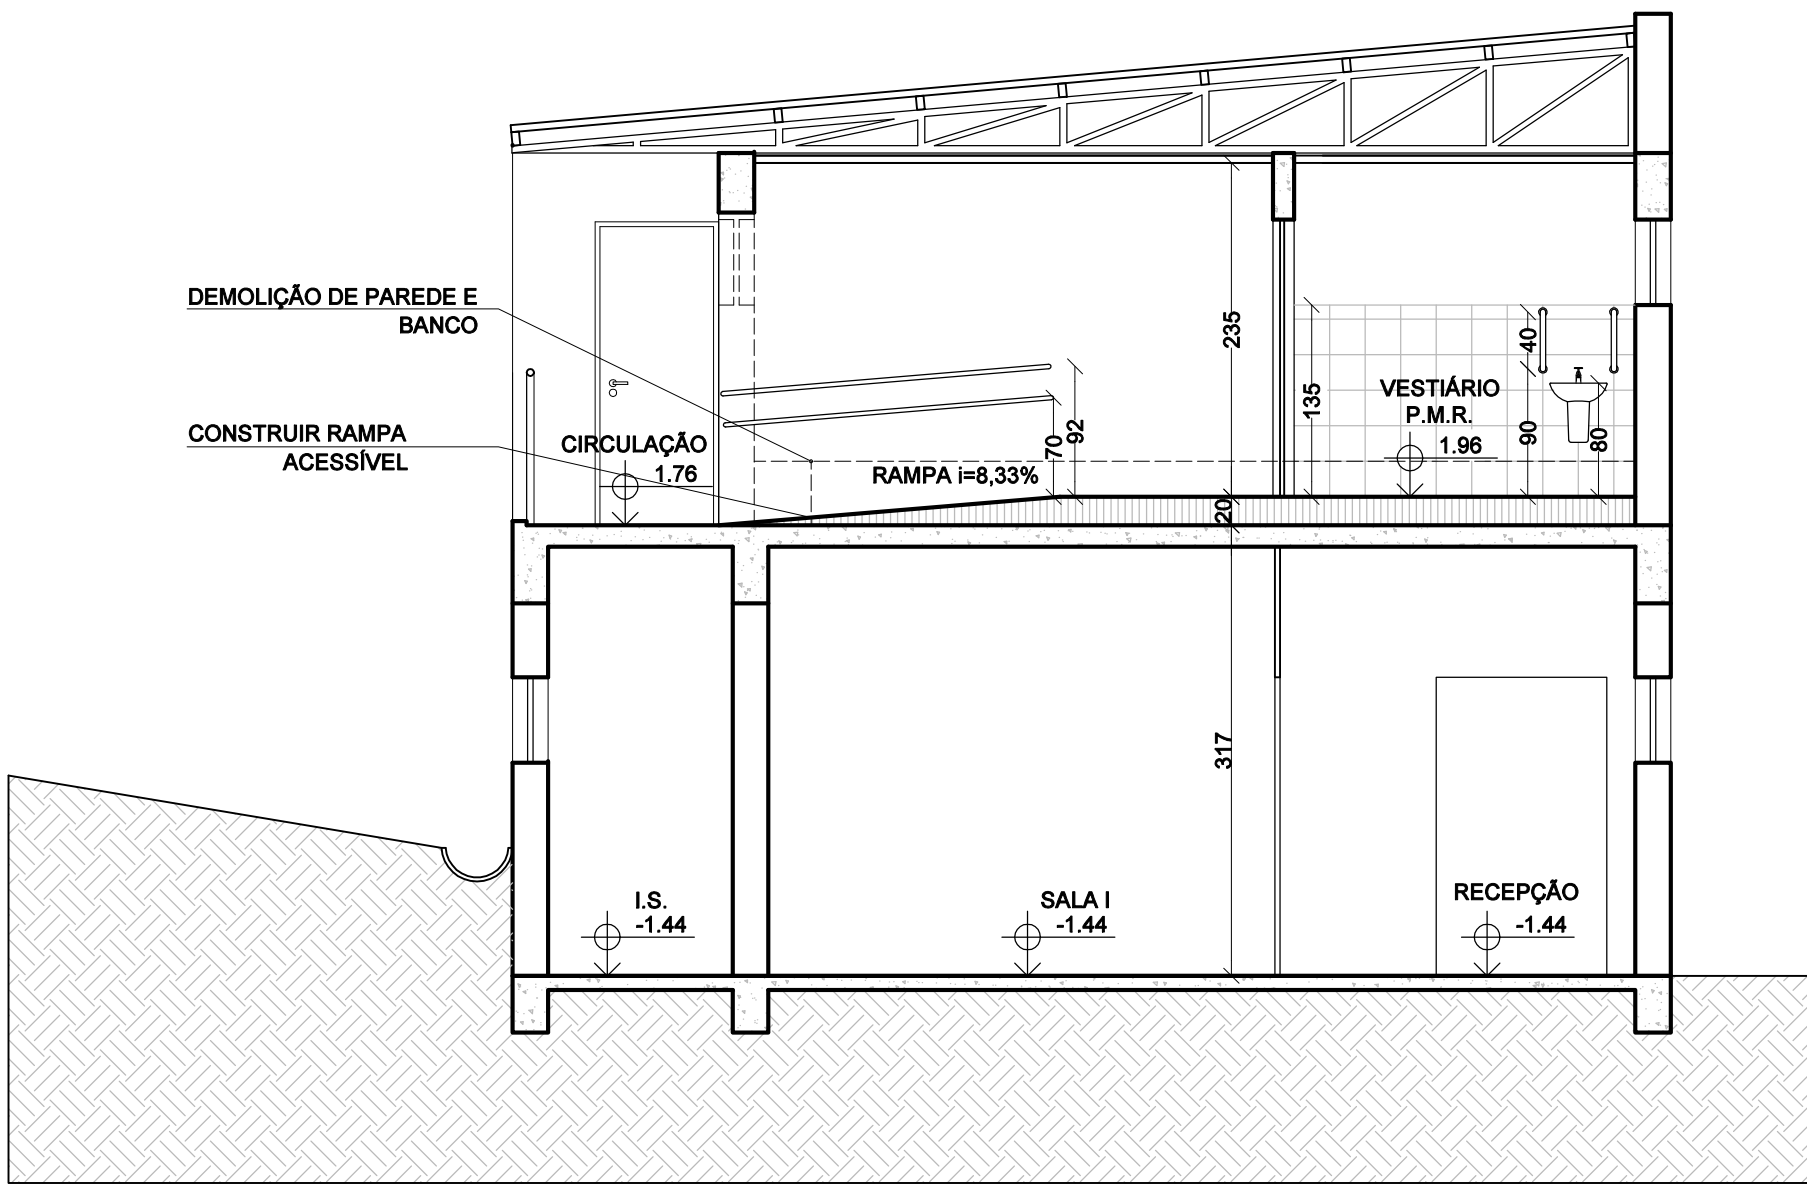 DEMOLIÇÃO DE PAREDE E
BANCO
CONSTRUIR RAMPA
ACESSÍVEL
CIRCULAÇÃO
1.76
RAMPA i=8,33%
70
92
235
20
135
VESTIÁRIO
P.M.R.
1.96
40
90
80
317
I.S.
-1.44
SALA I
-1.44
RECEPÇÃO
-1.44